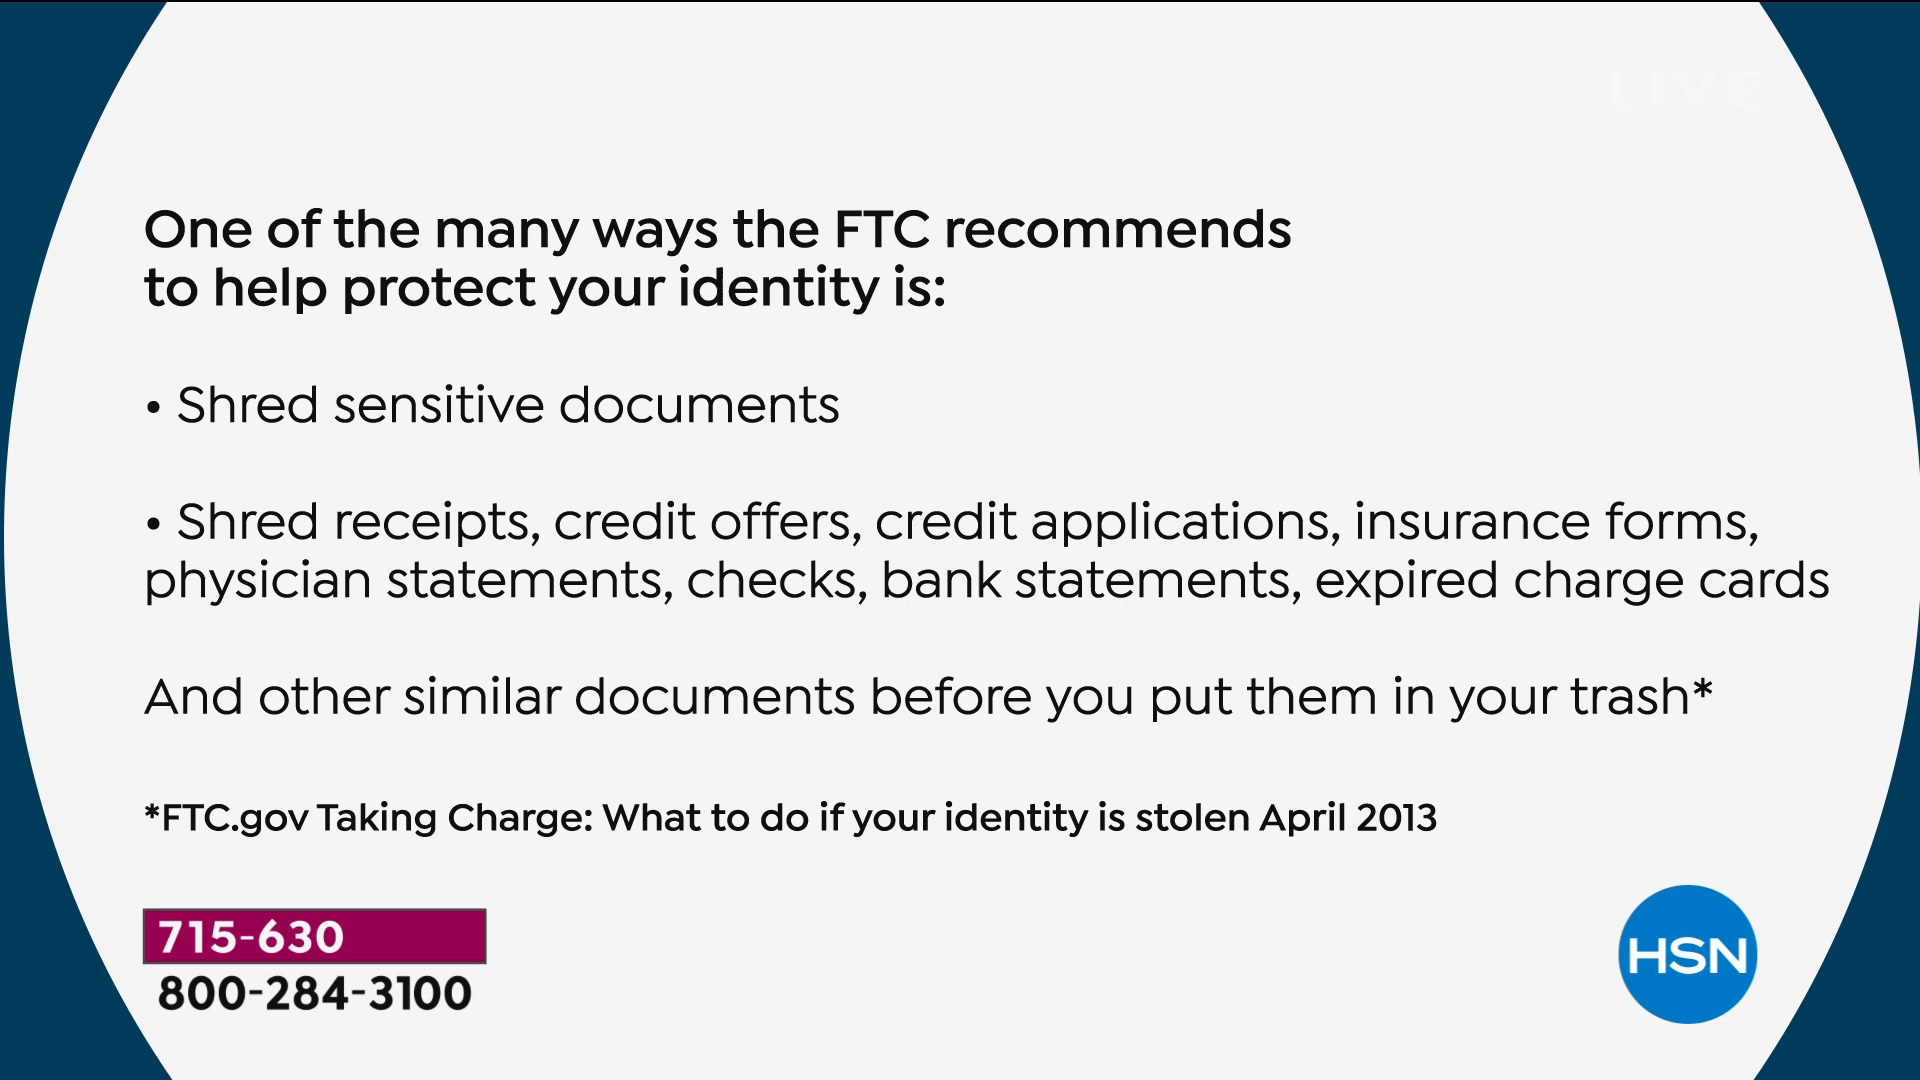 LIVE
One of the many ways the FTC recommends
to help protect your identity is:
• Shred sensitive documents
• Shred receipts, credit offers, credit applications, insurance forms,
physician statements, checks, bank statements, expired charge cards
And other similar documents before you put them in your trash*
*FTC.gov Taking Charge: What to do if your identity is stolen April 2013
715-630
800-284-3100
HSN